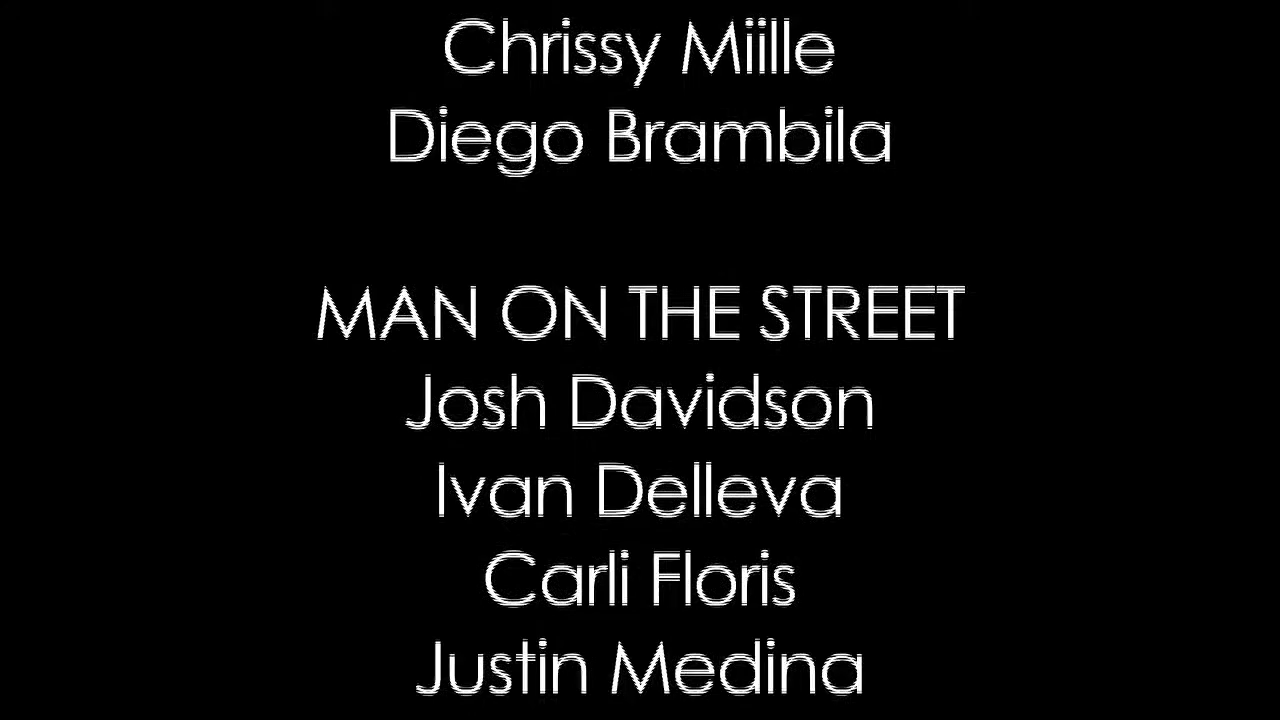 Chrissy Miille
Diego Brambila
MAN ON THE STREET
Josh Davidson
Ivan Delleva
Carli Floris
Justin Medina